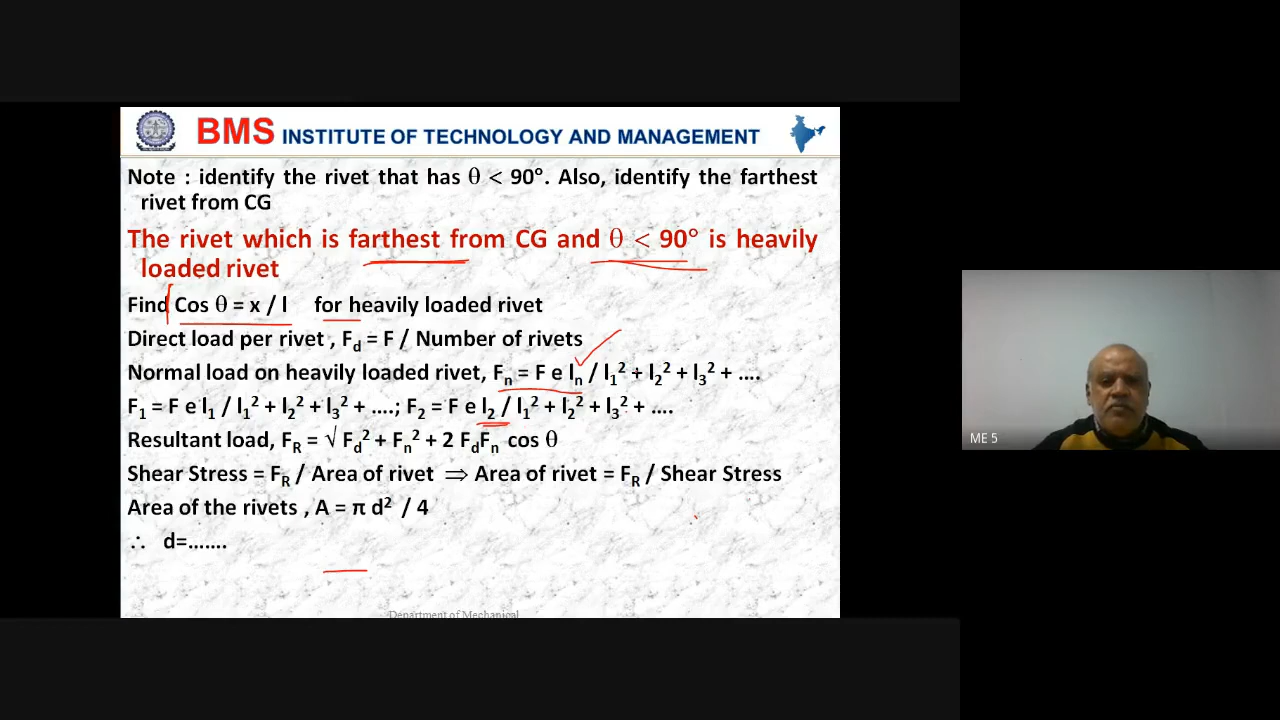 BMS INSTITUTE OF TECHNOLOGY AND MANAGEMENT
Note : identify the rivet that has θ < 90°. Also, identify the farthest
rivet from CG
The rivet which is farthest from CG and θ < 90° is heavily
loaded rivet
Find Cos θ = x / l for heavily loaded rivet
Direct load per rivet , Fd = F / Number of rivets
Normal load on heavily loaded rivet, Fn = F e ln / l1² + l2² + l3² + ....
F1 = F e l1 / l1² + l2² + l3² + ....; F2 = F e l2 / l1² + l2² + l3² + ....
Resultant load, FR = √ Fd² + Fn² + 2 FdFn cos θ
Shear Stress = FR / Area of rivet ⇒ Area of rivet = FR / Shear Stress
Area of the rivets , A = π d² / 4
∴ d=.......
Department of Mechanical
ME 5